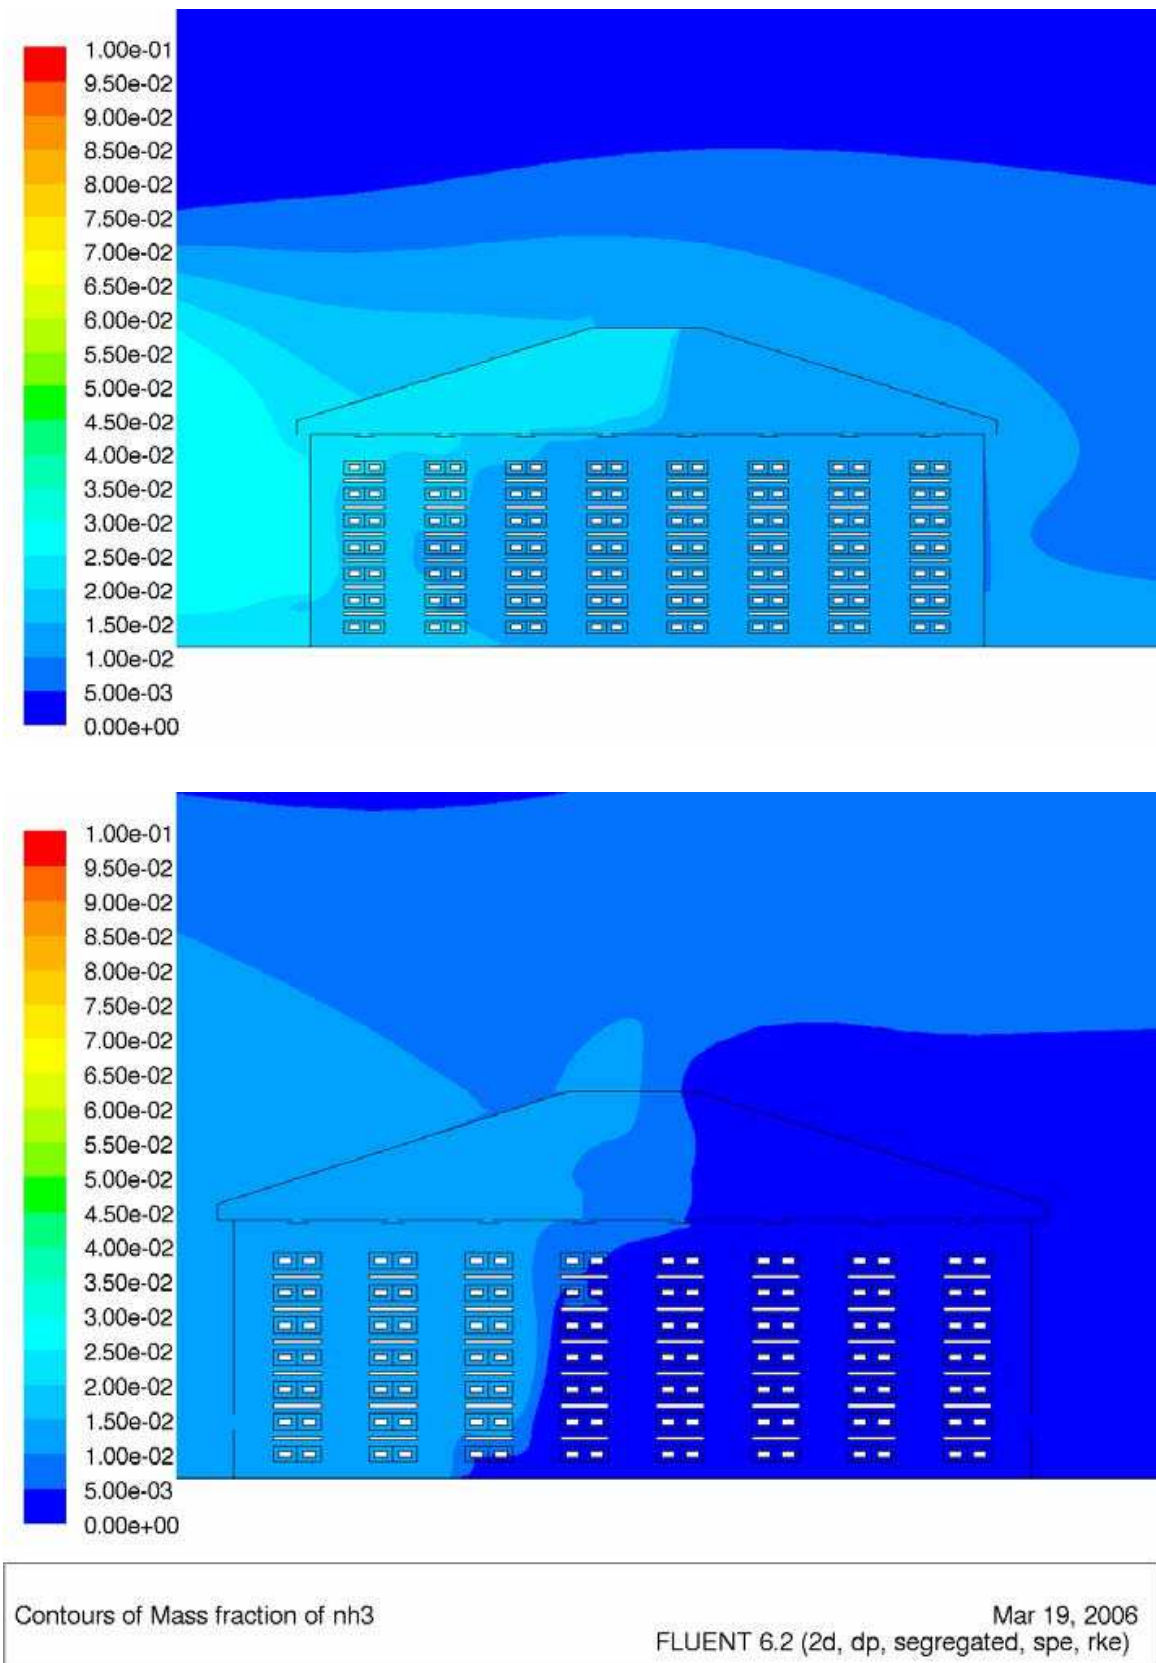 1.00e-01
9.50e-02
9.00e-02
8.50e-02
8.00e-02
7.50e-02
7.00e-02
6.50e-02
6.00e-02
5.50e-02
5.00e-02
4.50e-02
4.00e-02
3.50e-02
3.00e-02
2.50e-02
2.00e-02
1.50e-02
1.00e-02
5.00e-03
0.00e+00
1.00e-01
9.50e-02
9.00e-02
8.50e-02
8.00e-02
7.50e-02
7.00e-02
6.50e-02
6.00e-02
5.50e-02
5.00e-02
4.50e-02
4.00e-02
3.50e-02
3.00e-02
2.50e-02
2.00e-02
1.50e-02
1.00e-02
5.00e-03
0.00e+00
Contours of Mass fraction of nh3
Mar 19, 2006
FLUENT 6.2 (2d, dp, segregated, spe, rke)